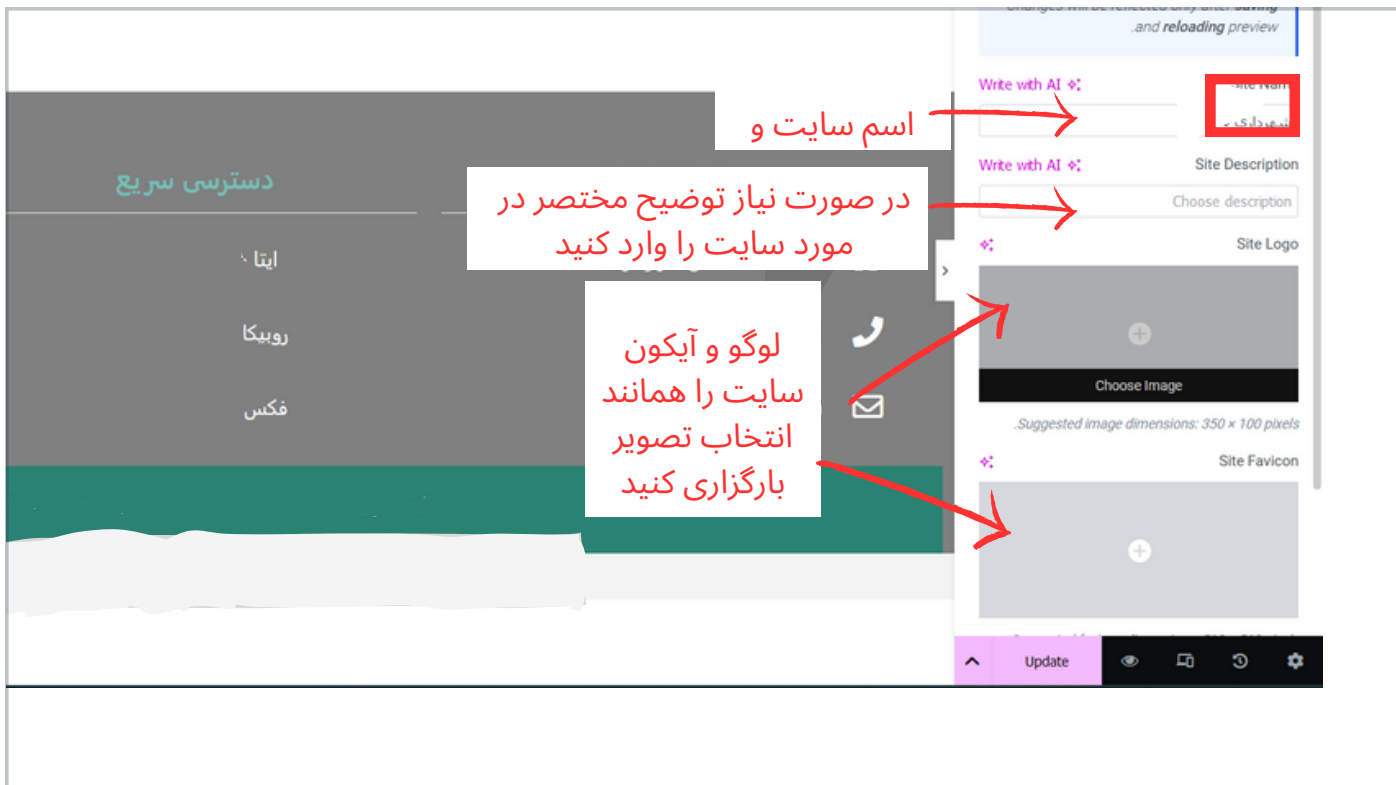 Changes will be reflected only after saving
.and reloading preview
Write with AI
Site Name
شهرداری
Write with AI
Site Description
Choose description
Site Logo
Choose Image
.Suggested image dimensions: 350 × 100 pixels
Site Favicon
Update
اسم سایت و
در صورت نیاز توضیح مختصر در
مورد سایت را وارد کنید
لوگو و آیکون
سایت را همانند
انتخاب تصویر
بارگزاری کنید
دسترسی سریع
ایتا
روبیکا
فکس